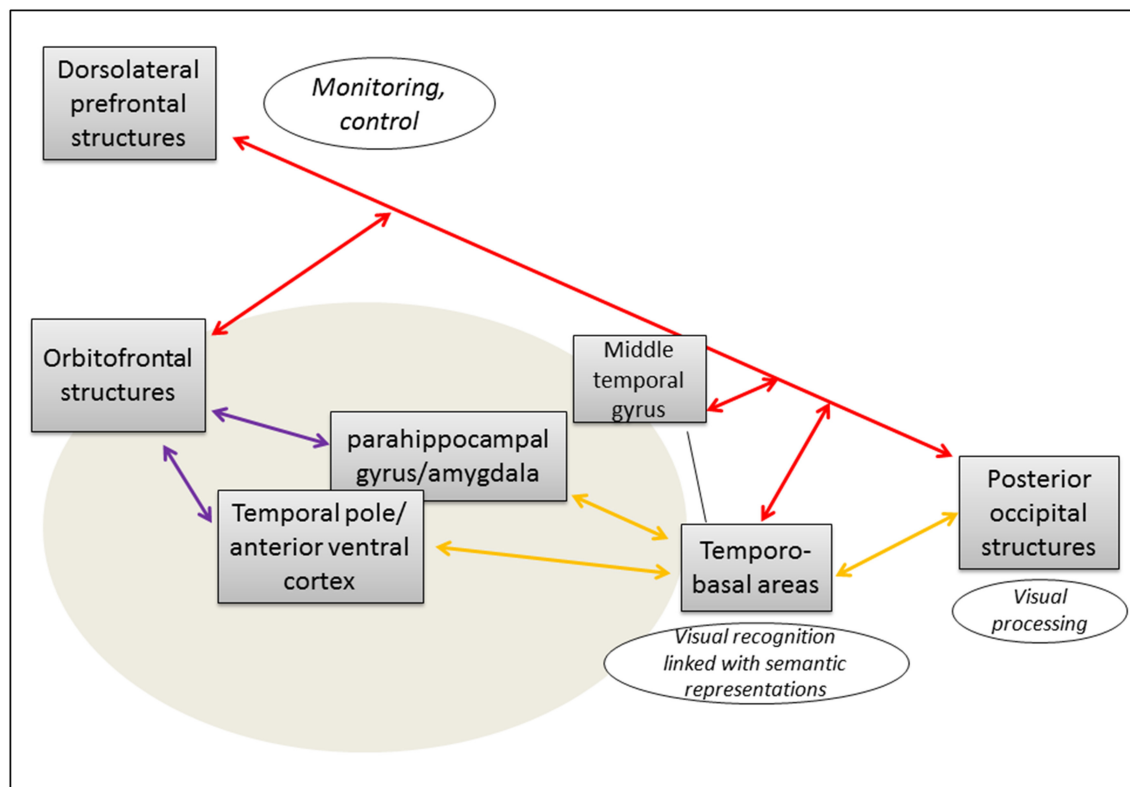 Dorsolateral
prefrontal
structures
Monitoring,
control
Orbitofrontal
structures
Middle
temporal
gyrus
parahippocampal
gyrus/amygdala
Temporal pole/
anterior ventral
cortex
Temporo-
basal areas
Posterior
occipital
structures
Visual recognition
linked with semantic
representations
Visual
processing